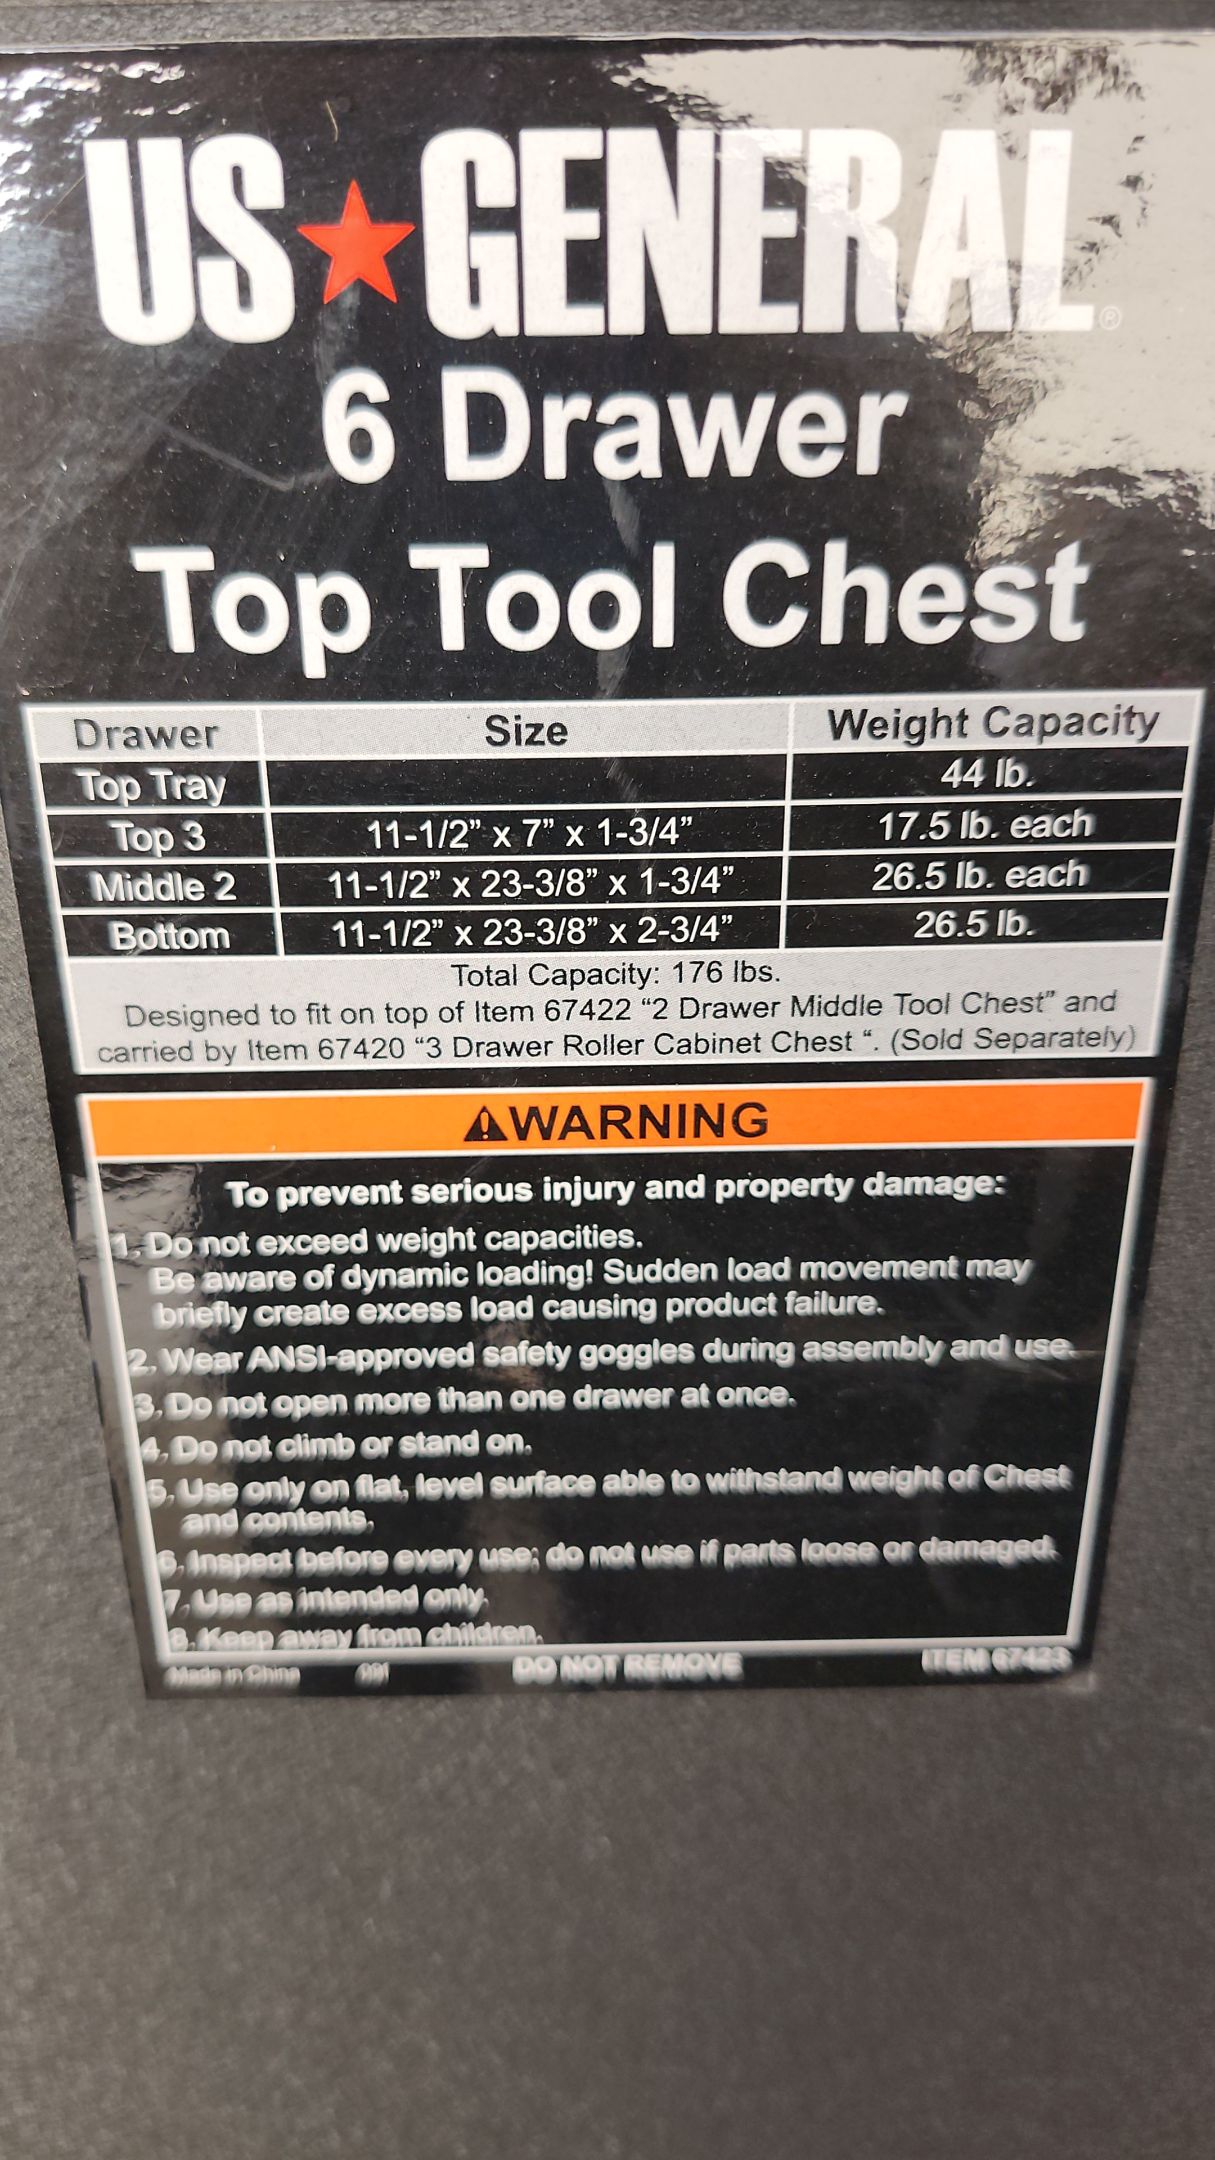 US★GENERAL®
6 Drawer
Top Tool Chest
Drawer Size Weight Capacity
Top Tray 44 lb.
Top 3 11-1/2” x 7” x 1-3/4” 17.5 lb. each
Middle 2 11-1/2” x 23-3/8” x 1-3/4” 26.5 lb. each
Bottom 11-1/2” x 23-3/8” x 2-3/4” 26.5 lb.
Total Capacity: 176 lbs.
Designed to fit on top of Item 67422 “2 Drawer Middle Tool Chest” and
carried by Item 67420 “3 Drawer Roller Cabinet Chest “. (Sold Separately)
⚠WARNING
To prevent serious injury and property damage:
1. Do not exceed weight capacities.
Be aware of dynamic loading! Sudden load movement may
briefly create excess load causing product failure.
2. Wear ANSI-approved safety goggles during assembly and use.
3. Do not open more than one drawer at once.
4. Do not climb or stand on.
5. Use only on flat, level surface able to withstand weight of Chest
and contents.
6. Inspect before every use; do not use if parts loose or damaged.
7. Use as intended only.
8. Keep away from children.
Made in China DO NOT REMOVE ITEM 67423